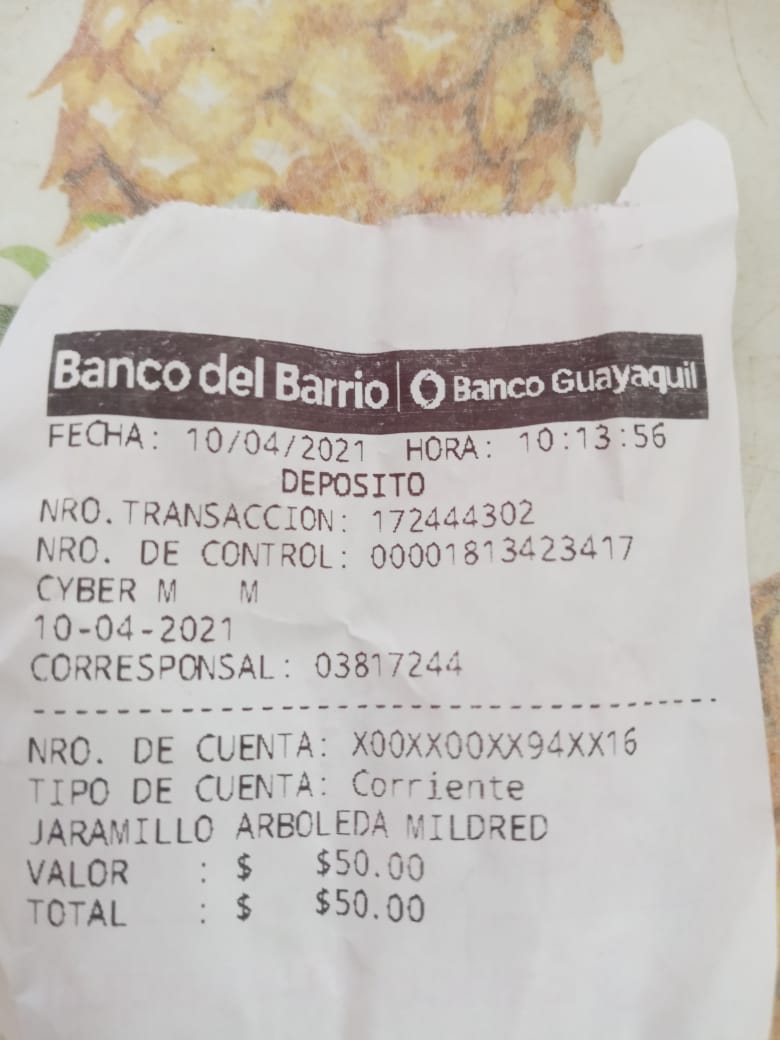 Banco del Barrio | Banco Guayaquil
FECHA: 10/04/2021 HORA: 10:13:56
DEPOSITO
NRO. TRANSACCION: 172444302
NRO. DE CONTROL: 00001813423417
CYBER M M
10-04-2021
CORRESPONSAL: 03817244
NRO. DE CUENTA: X00XX00XX94XX16
TIPO DE CUENTA: Corriente
JARAMILLO ARBOLEDA MILDRED
VALOR : $ $50.00
TOTAL : $ $50.00